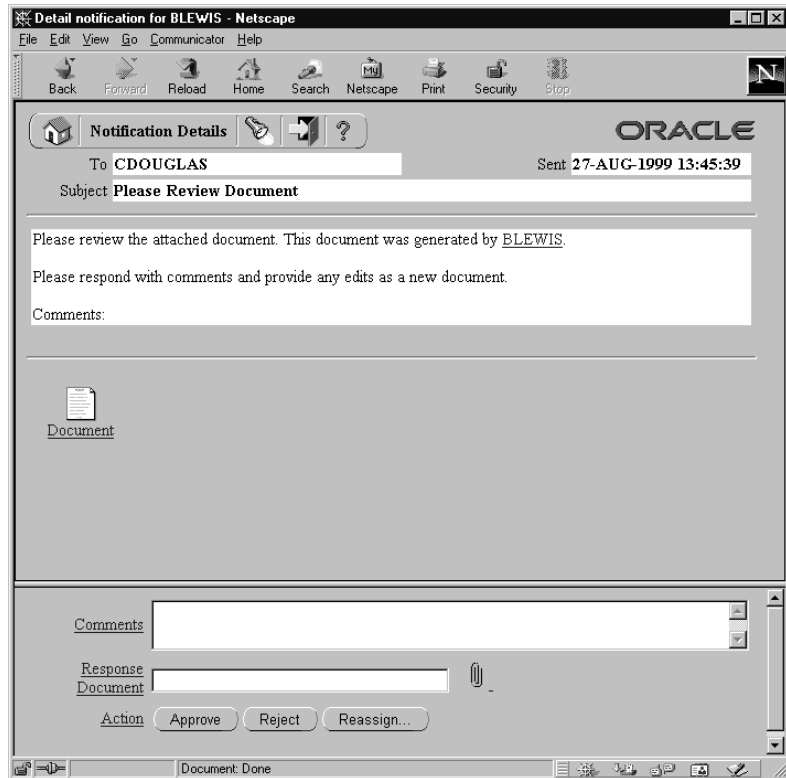 Detail notification for BLEWIS - Netscape
File Edit View Go Communicator Help
Back Forward Reload Home Search My Netscape Print Security Stop N
Notification Details ? ORACLE
To CDOUGLAS Sent 27-AUG-1999 13:45:39
Subject Please Review Document
Please review the attached document. This document was generated by BLEWIS.
Please respond with comments and provide any edits as a new document.
Comments:
Document
Comments
Response
Document
Action Approve Reject Reassign...
Document: Done